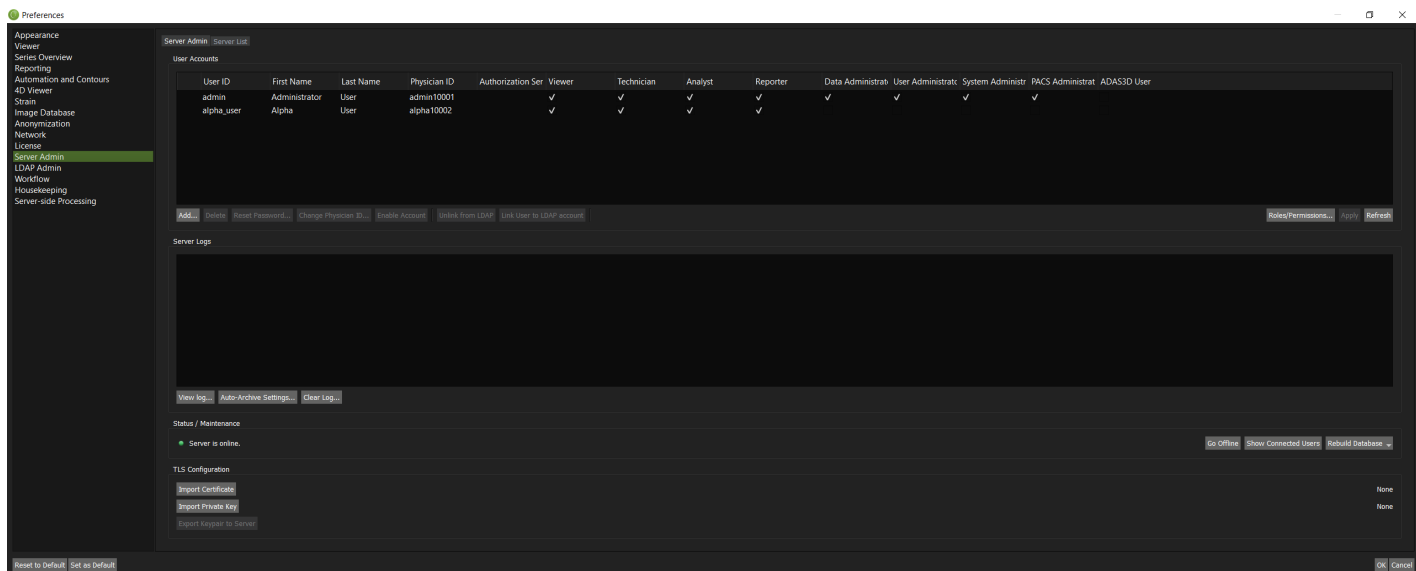 Preferences
Appearance
Viewer
Series Overview
Reporting
Automation and Contours
4D Viewer
Strain
Image Database
Anonymization
Network
License
Server Admin
LDAP Admin
Workflow
Housekeeping
Server-side Processing
Server Admin Server List
User Accounts
User ID First Name Last Name Physician ID Authorization Ser Viewer Technician Analyst Reporter Data Administrat User Administrato System Administr PACS Administrat ADAS3D User
admin Administrator User admin10001 ✓ ✓ ✓ ✓ ✓ ✓ ✓ ✓
alpha_user Alpha User alpha10002 ✓ ✓ ✓ ✓
Add... Delete Reset Password... Change Physician ID... Enable Account Unlink from LDAP Link User to LDAP account Roles/Permissions... Apply Refresh
Server Logs
View log... Auto-Archive Settings... Clear Log...
Status / Maintenance
Server is online. Go Offline Show Connected Users Rebuild Database
TLS Configuration
Import Certificate None
Import Private Key None
Export Keypair to Server
Reset to Default Set as Default OK Cancel